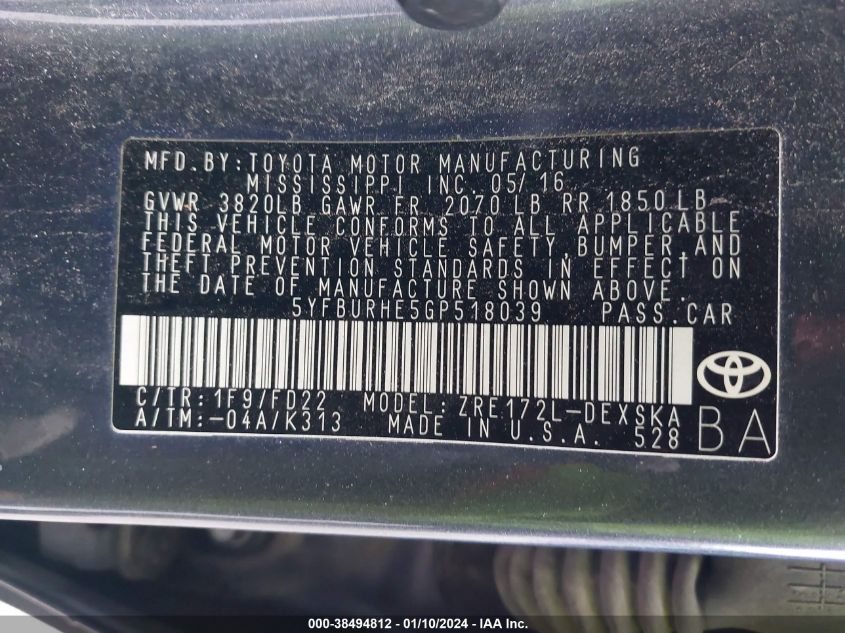 MFD.BY:TOYOTA MOTOR MANUFACTURING
MISSISSIPPI INC.05/16
GVWR 3820LB GAWR FR 2070 LB RR 1850 LB
THIS VEHICLE CONFORMS TO ALL APPLICABLE
FEDERAL MOTOR VEHICLE SAFETY,BUMPER,AND
THEFT PREVENTION STANDARDS IN EFFECT ON
THE DATE OF MANUFACTURE SHOWN ABOVE.
5YFBURHE5GP518039 PASS.CAR
C/TR:1F9/FD22 MODEL:ZRE172L-DEXSKA
A/TM:-04A/K313 MADE IN U.S.A. 528
BA
000-38494812 - 01/10/2024 - IAA Inc.